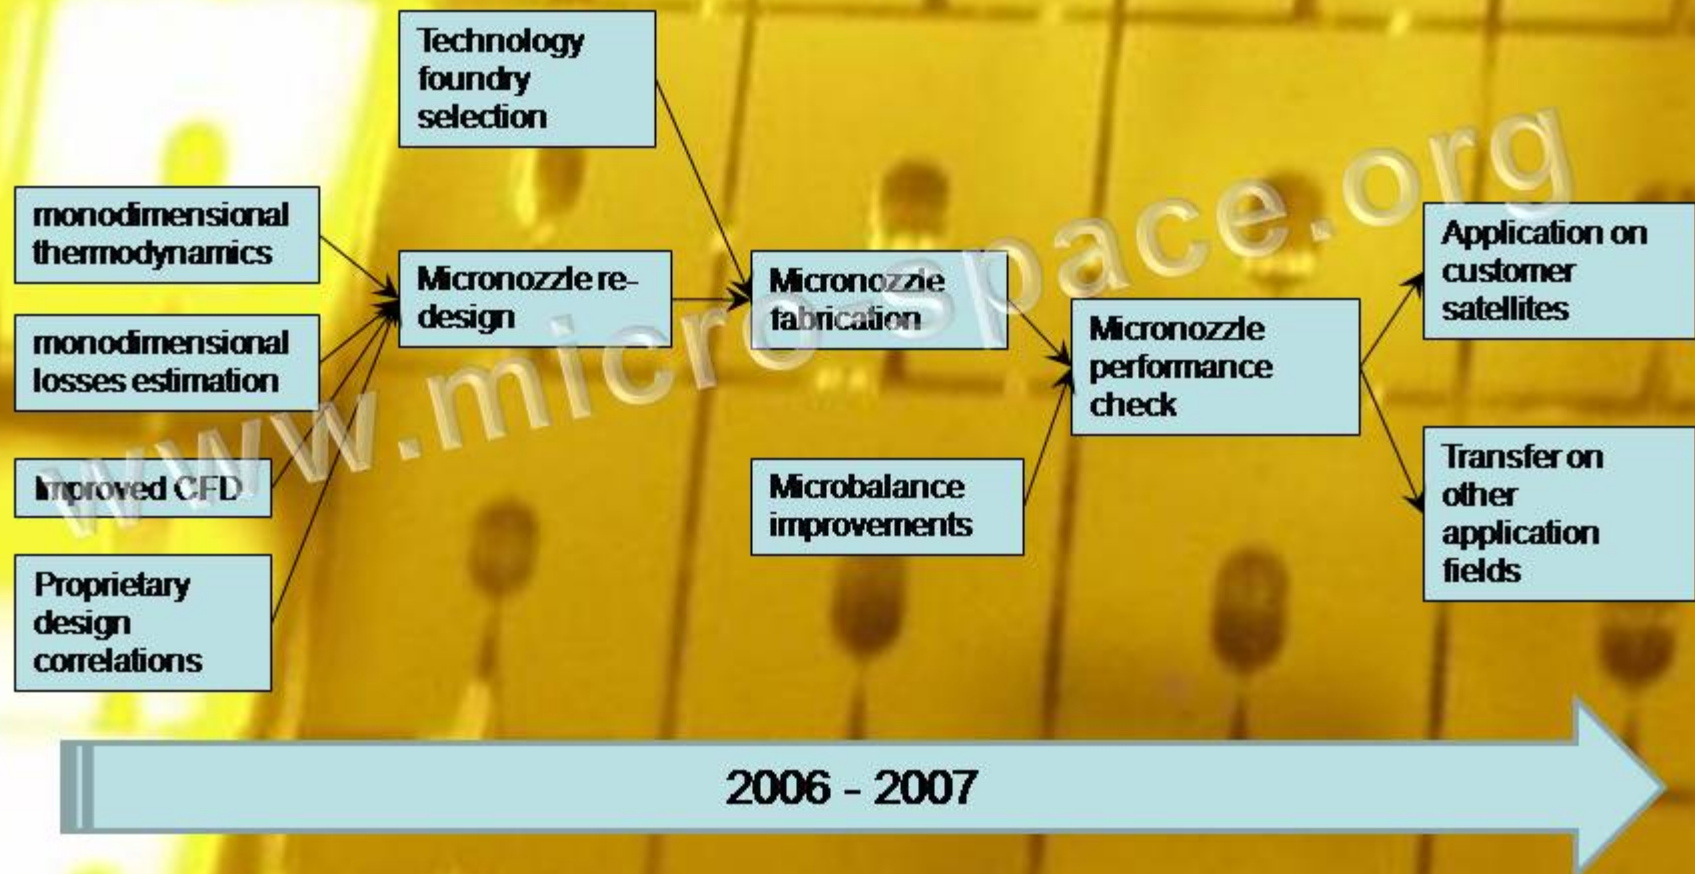 Technology
foundry
selection
monodimensional
thermodynamics
monodimensional
losses estimation
Improved CFD
Proprietary
design
correlations
Micronozzle re-
design
Micronozzle
fabrication
Microbalance
improvements
Micronozzle
performance
check
Application on
customer
satellites
Transfer on
other
application
fields
www.micro-space.org
2006 - 2007